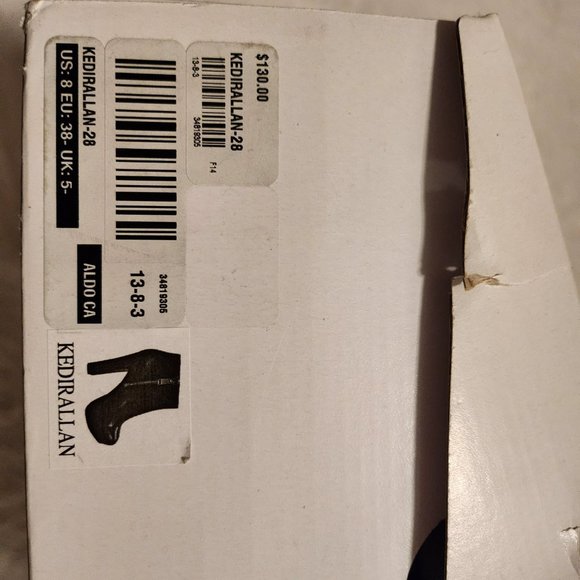 $130.00
KEDIRALLAN-28
13-8-3
34819305
F14
KEDIRALLAN-28
US: 8 EU: 38- UK: 5-
34819305
13-8-3
ALDO CA
KEDIRALLAN